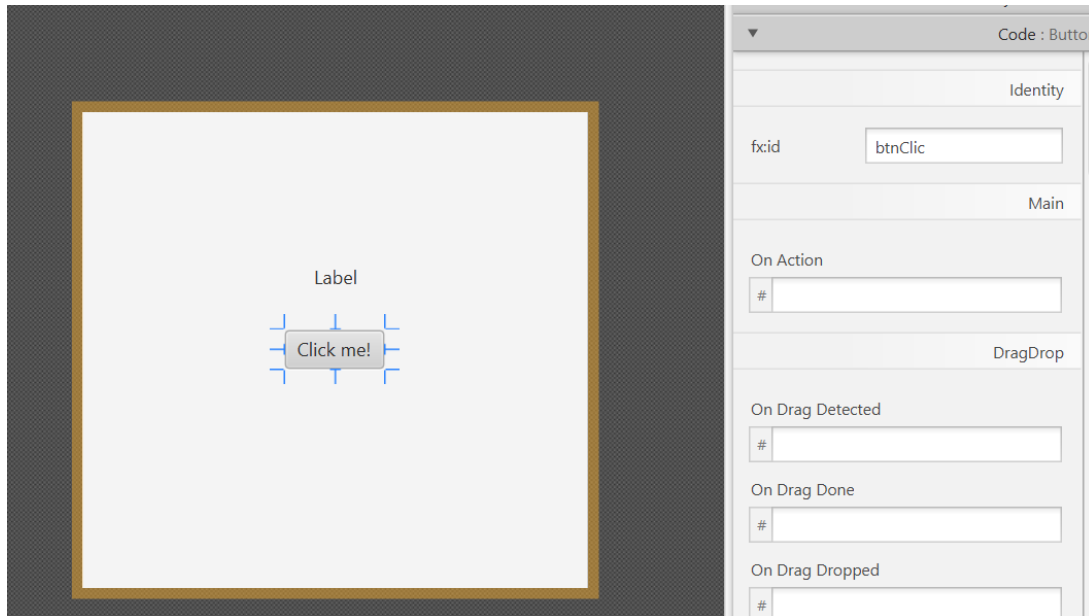 Label
Click me!
Code : Butto
Identity
fx:id
btnClic
Main
On Action
#
DragDrop
On Drag Detected
#
On Drag Done
#
On Drag Dropped
#